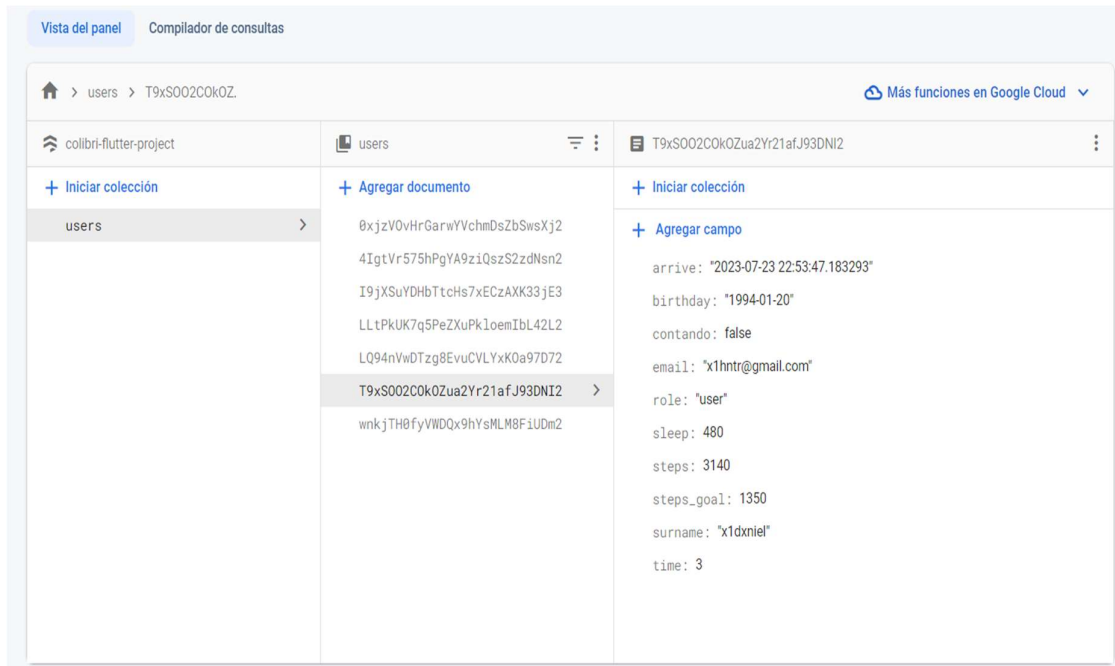 Vista del panel Compilador de consultas
users > T9xSOO2COkOZ. Más funciones en Google Cloud
colibri-flutter-project
Iniciar colección
users
users
Agregar documento
0xjzVOvHrGarwYVchmDsZbSwsXj2
4IgtVr575hPgYA9ziQszS2zdNsn2
I9jXSuYDHbTtcHs7xECzAXK33jE3
LLtPkUK7q5PeZXuPkloemIbL42L2
LQ94nVwDTzg8EvuCVLYxKOa97D72
T9xSOO2COkOZua2Yr21afJ93DNI2
wnkjTH0fyVWDQx9hYsMLM8FiUDm2
T9xSOO2COkOZua2Yr21afJ93DNI2
Iniciar colección
Agregar campo
arrive: "2023-07-23 22:53:47.183293"
birthday: "1994-01-20"
contando: false
email: "x1hntr@gmail.com"
role: "user"
sleep: 480
steps: 3140
steps_goal: 1350
surname: "x1dxniel"
time: 3